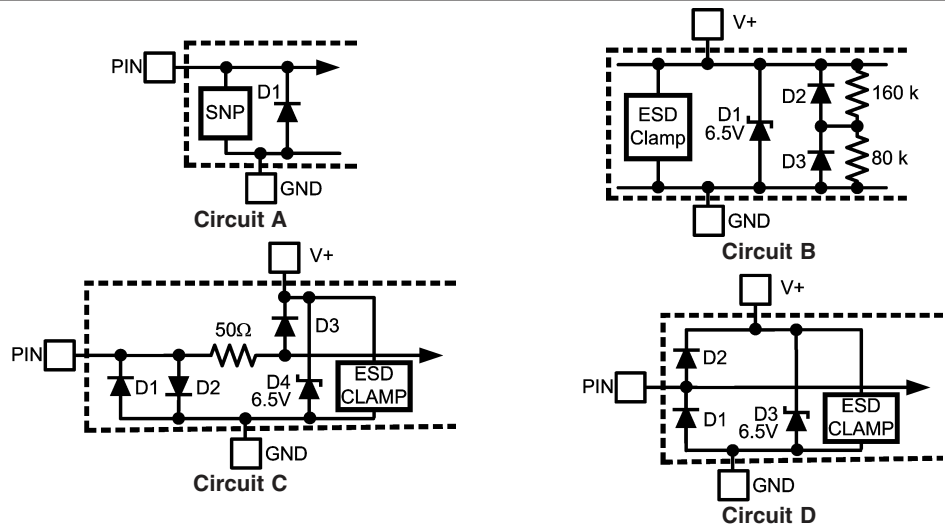 PIN
D1
SNP
GND
Circuit A
V+
ESD
Clamp
D1
6.5V
D2
D3
160 k
80 k
GND
Circuit B
V+
50Ω
D3
PIN
D1
D2
D4
6.5V
ESD
CLAMP
GND
Circuit C
V+
D2
PIN
D1
D3
6.5V
ESD
CLAMP
GND
Circuit D